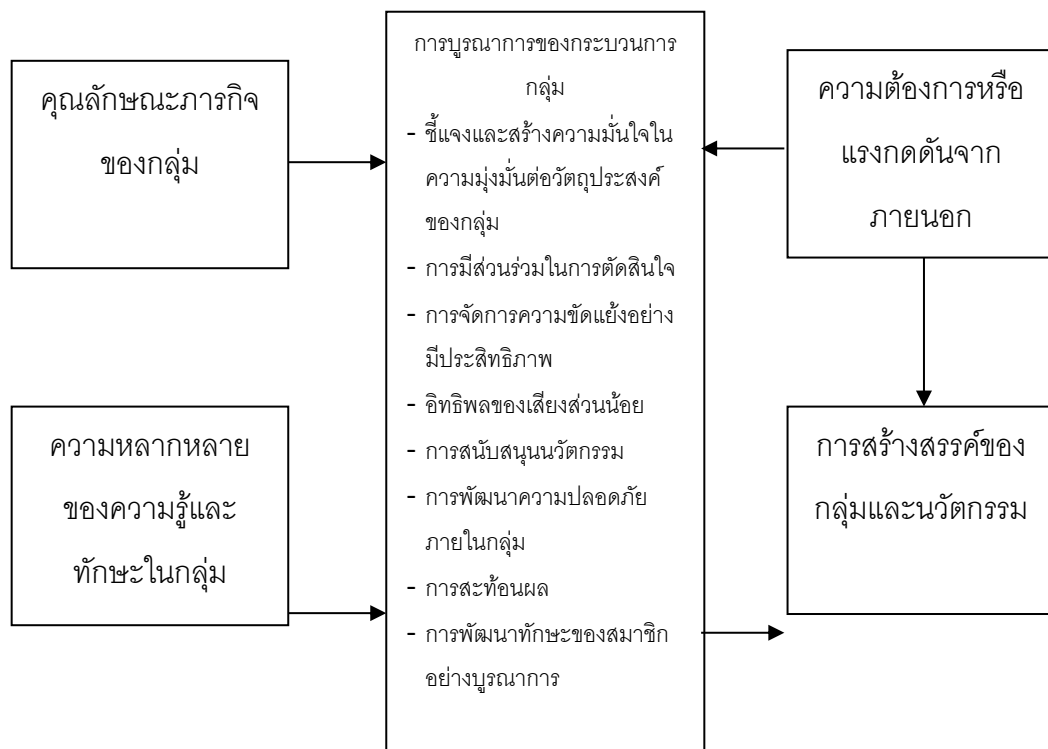 คุณลักษณะภารกิจ
ของกลุ่ม
ความหลากหลาย
ของความรู้และ
ทักษะในกลุ่ม
การบูรณาการของกระบวนการ
กลุ่ม
- ชี้แจงและสร้างความมั่นใจใน
ความมุ่งมั่นต่อวัตถุประสงค์
ของกลุ่ม
- การมีส่วนร่วมในการตัดสินใจ
- การจัดการความขัดแย้งอย่าง
มีประสิทธิภาพ
- อิทธิพลของเสียงส่วนน้อย
- การสนับสนุนนวัตกรรม
- การพัฒนาความปลอดภัย
ภายในกลุ่ม
- การสะท้อนผล
- การพัฒนาทักษะของสมาชิก
อย่างบูรณาการ
ความต้องการหรือ
แรงกดดันจาก
ภายนอก
การสร้างสรรค์ของ
กลุ่มและนวัตกรรม